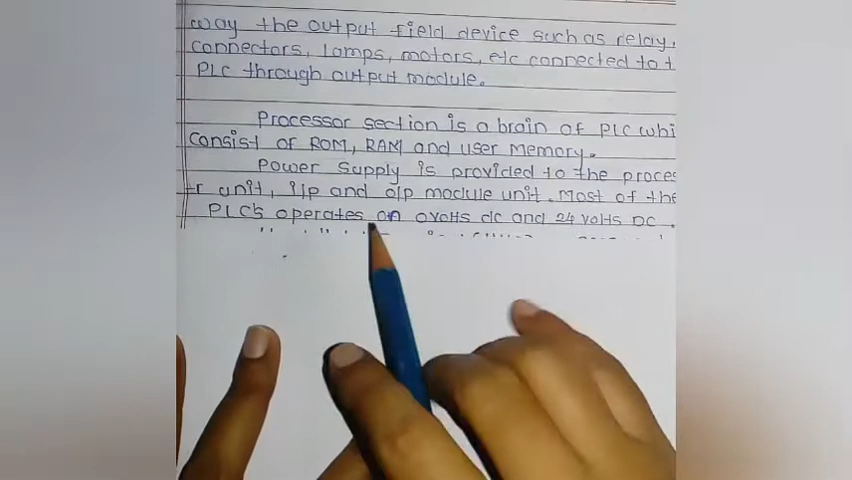 way the output field device such as relay,
connectors, lamps, motors, etc connected to t
PLC through output module.
Processor section is a brain of PLC whi
consist of ROM, RAM and user memory.
Power supply is provided to the proces
-r unit, i/p and o/p module unit. Most of the
PLC's operates on 0volts dc and 24 volts DC.